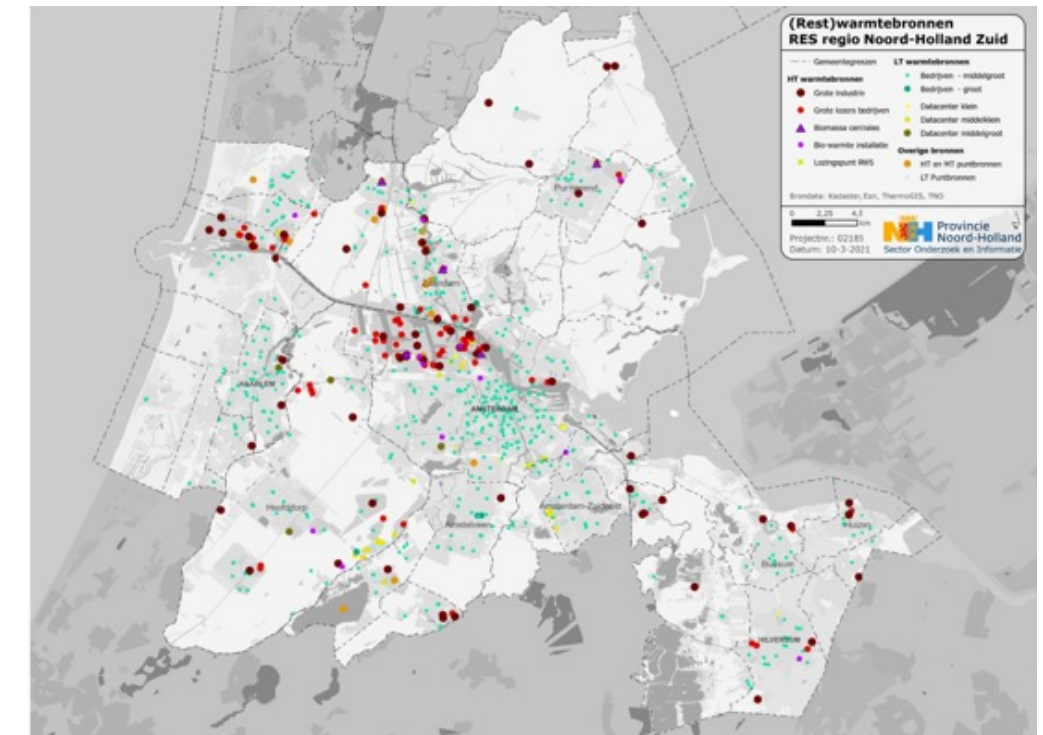 (Rest)warmtebronnen
RES regio Noord-Holland Zuid
Gemeentegrenzen
HT warmtebronnen
Grote industrie
Grote lozers bedrijven
Biomassa centrales
Bio-warmte installatie
Lozingspunt RWS
LT warmtebronnen
Bedrijven - middelgroot
Bedrijven - groot
Datacenter klein
Datacenter middelklein
Datacenter middelgroot
Overige bronnen
HT en MT puntbronnen
LT Puntbronnen
Brondata: Kadaster, Esri, ThermoGIS, TNO
0 2,25 4,5
km
Projectnr.: 02185
Datum: 10-3-2021
Provincie
Noord-Holland
Sector Onderzoek en Informatie
Purmerend
Zaandam
HAARLEM
AMSTERDAM
Hoofddorp
Amstelveen
Amsterdam-Zuidoost
Huizen
Bussum
HILVERSUM